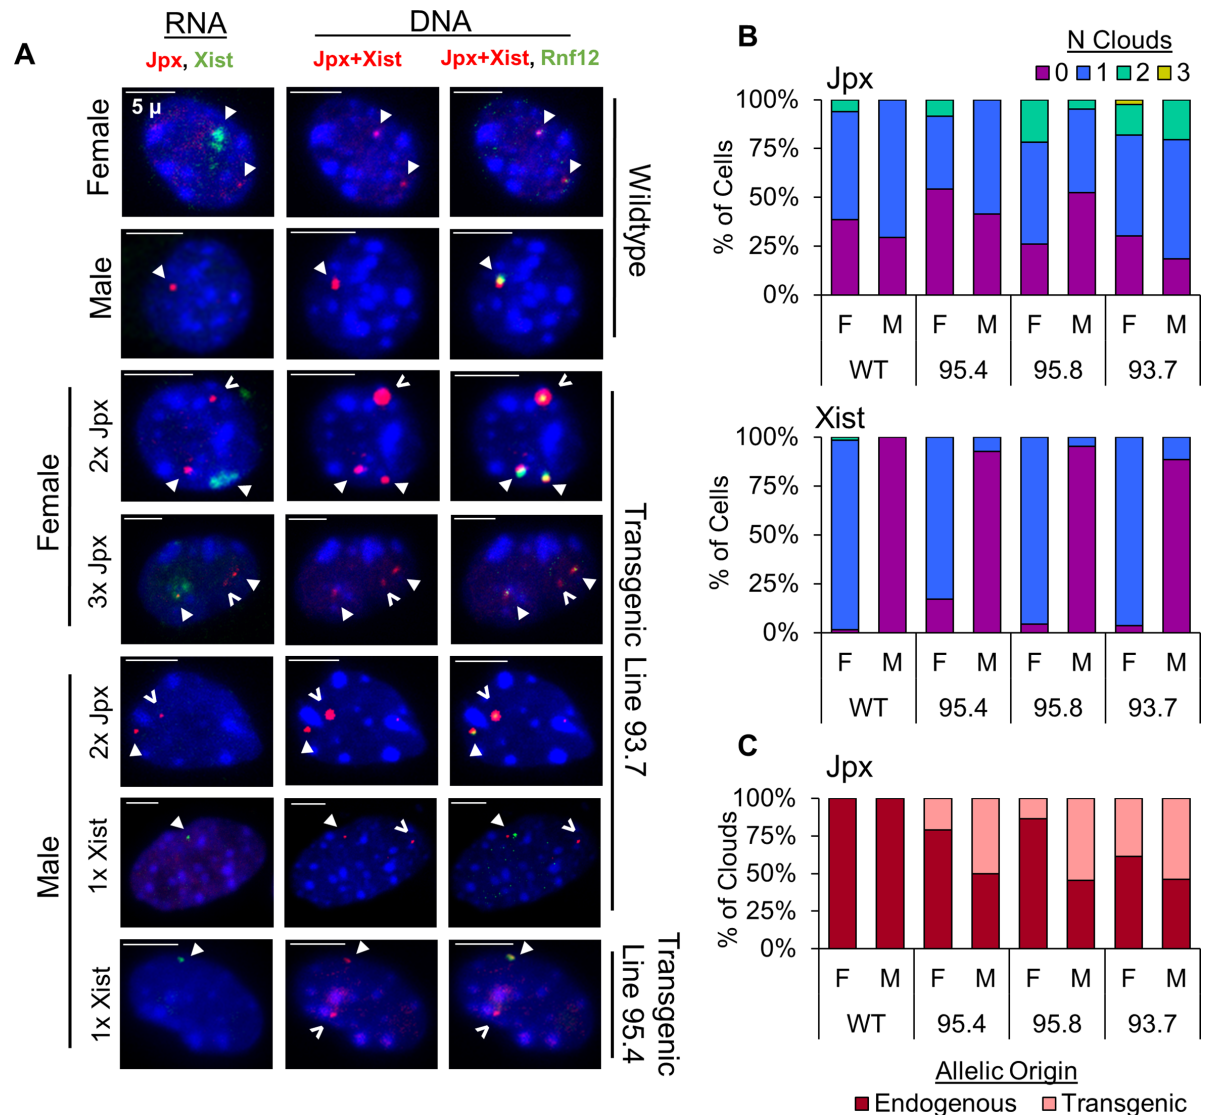 A
RNA
DNA
Jpx, Xist
Jpx+Xist
Jpx+Xist, Rnf12
5 µ
Female
Male
Wildtype
Female
2x Jpx
3x Jpx
Male
2x Jpx
1x Xist
Transgenic Line 93.7
1x Xist
Transgenic
Line 95.4
B
N Clouds
0 1 2 3
Jpx
% of Cells
100%
75%
50%
25%
0%
F M F M F M F M
WT 95.4 95.8 93.7
Xist
% of Cells
100%
75%
50%
25%
0%
F M F M F M F M
WT 95.4 95.8 93.7
C
Jpx
% of Clouds
100%
75%
50%
25%
0%
F M F M F M F M
WT 95.4 95.8 93.7
Allelic Origin
Endogenous Transgenic